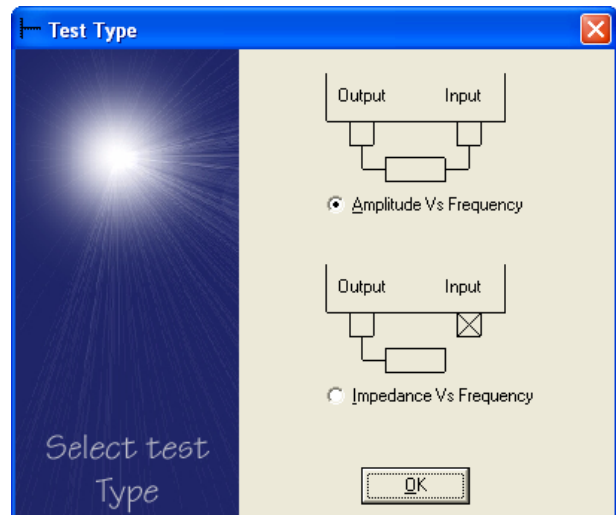 Test Type
Output Input
Amplitude Vs Frequency
Output Input
Impedance Vs Frequency
Select test
Type
OK